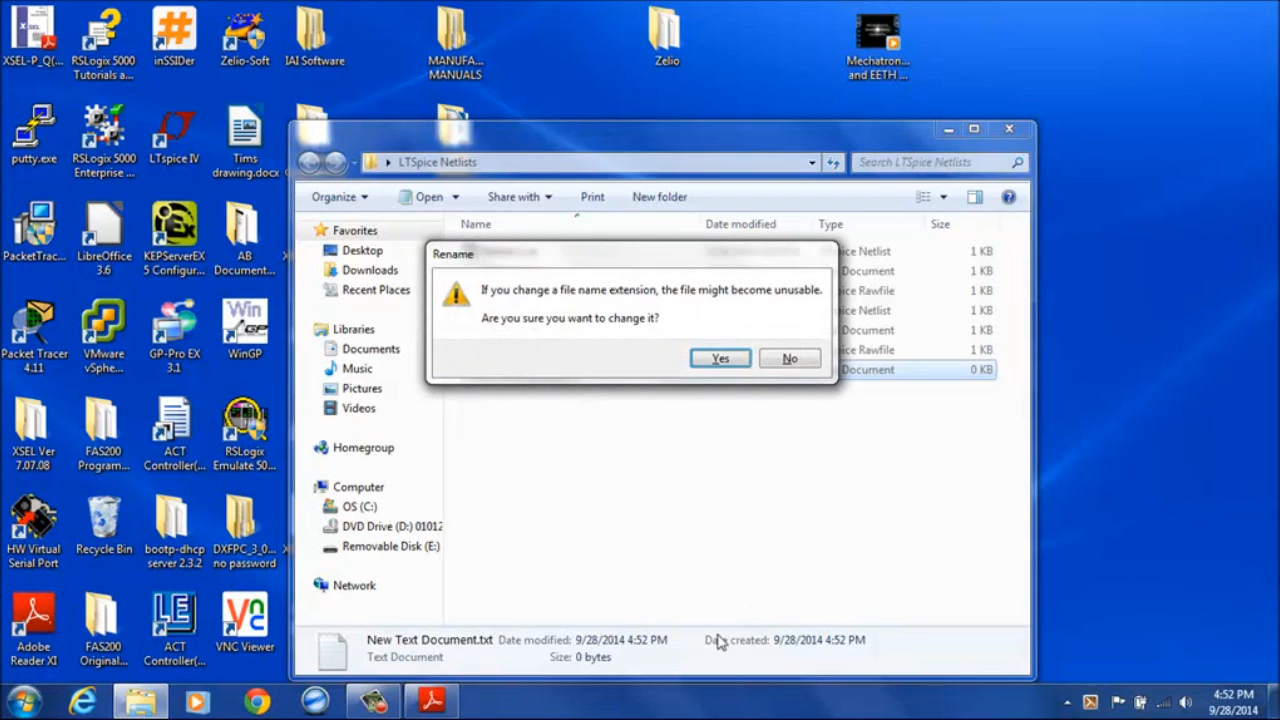 XSEL-P_Q(...
RSLogix 5000
Tutorials a...
inSSIDer
Zelio-Soft
IAI Software
MANUFA...
MANUALS
Zelio
Mechatron...
and EETH ...
putty.exe
RSLogix 5000
Enterprise ...
LTspice IV
Tims
drawing.docx
PacketTrac...
LibreOffice
3.6
KEPServerEX
5 Configur...
AB
Document...
Packet Tracer
4.11
VMware
vSphe...
GP-Pro EX
3.1
WinGP
XSEL Ver
7.07.08
FAS200
Program...
ACT
Controller(...
RSLogix
Emulate 50...
HW Virtual
Serial Port
Recycle Bin
bootp-dhcp
server 2.3.2
DXFPC_3_0...
no password
Adobe
Reader XI
FAS200
Original...
ACT
Controller(...
VNC Viewer
LTSpice Netlists
Search LTSpice Netlists
Organize
Open
Share with
Print
New folder
Name
Date modified
Type
Size
Favorites
Desktop
Downloads
Recent Places
Libraries
Documents
Music
Pictures
Videos
Homegroup
Computer
OS (C:)
DVD Drive (D:) 01012
Removable Disk (E:)
Network
Netlist 1 KB
Document 1 KB
Rawfile 1 KB
Netlist 1 KB
Document 1 KB
Rawfile 1 KB
Document 0 KB
Rename
If you change a file name extension, the file might become unusable.
Are you sure you want to change it?
Yes
No
New Text Document.txt Date modified: 9/28/2014 4:52 PM Date created: 9/28/2014 4:52 PM
Text Document Size: 0 bytes
4:52 PM
9/28/2014